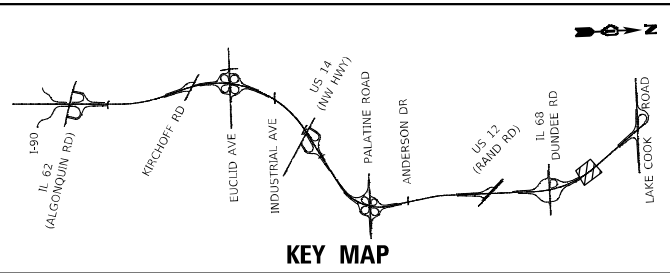 I-90
IL 62
(ALGONQUIN RD)
KIRCHOFF RD
EUCLID AVE
INDUSTRIAL AVE
US 14
(NW HWY)
PALATINE ROAD
ANDERSON DR
US 12
(RAND RD)
IL 68
DUNDEE RD
LAKE COOK ROAD
N
KEY MAP